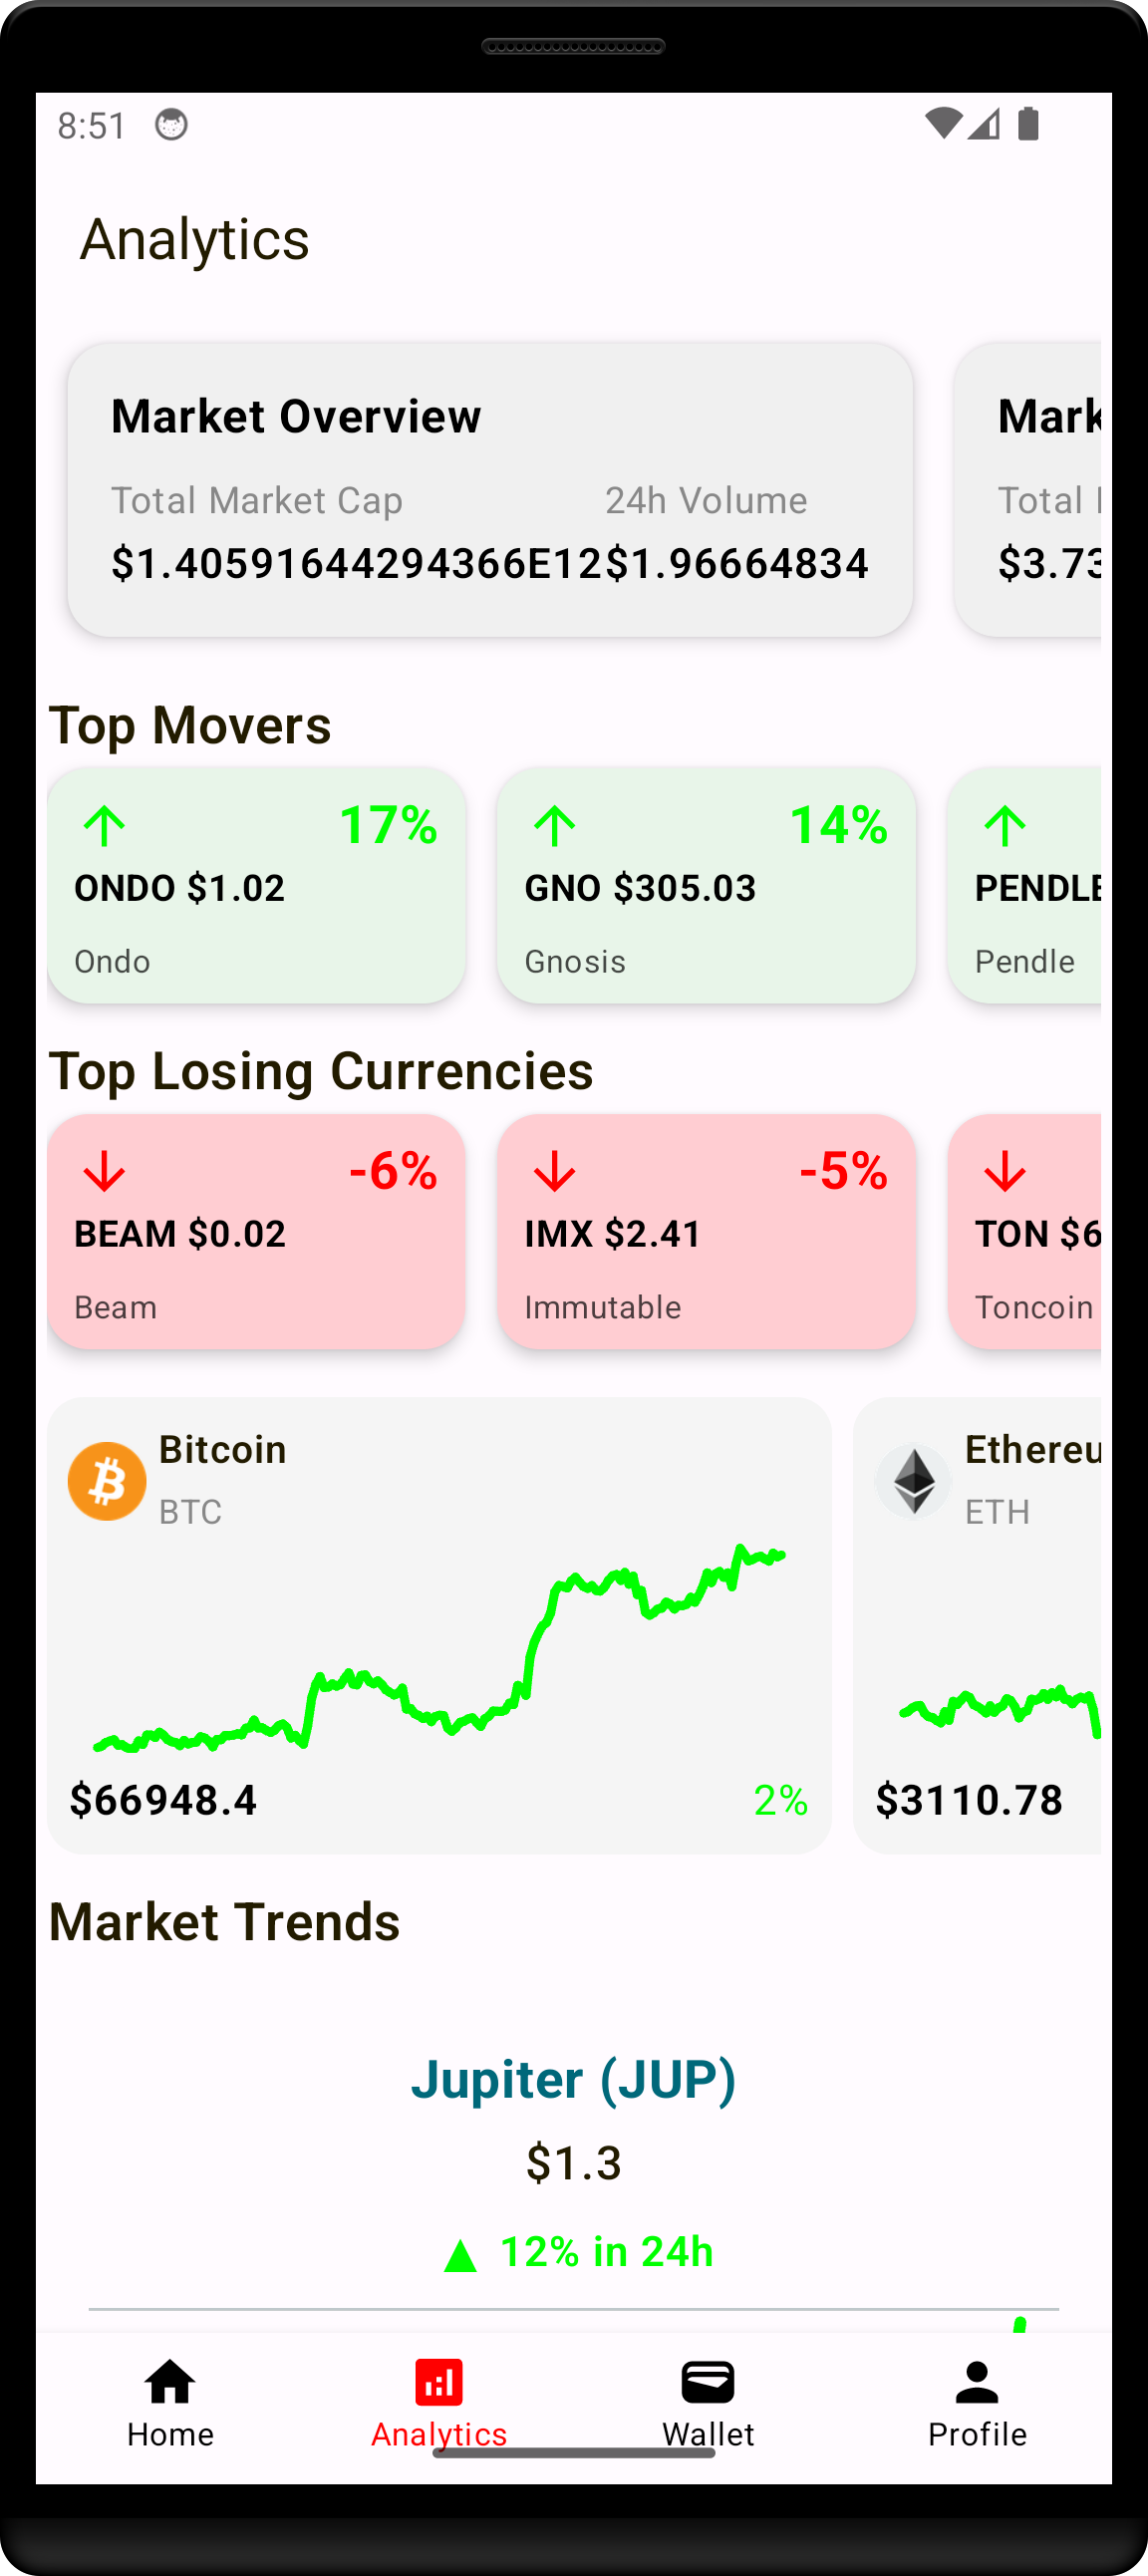 8:51
Analytics
Market Overview
Mark
Total Market Cap
24h Volume
Total
$1.40591644294366E12
$1.96664834
$3.73
Top Movers
17%
14%
ONDO $1.02
GNO $305.03
PENDLE
Ondo
Gnosis
Pendle
Top Losing Currencies
-6%
-5%
BEAM $0.02
IMX $2.41
TON $6
Beam
Immutable
Toncoin
Bitcoin
BTC
Ethereu
ETH
$66948.4
2%
$3110.78
Market Trends
Jupiter (JUP)
$1.3
▲ 12% in 24h
Home
Analytics
Wallet
Profile